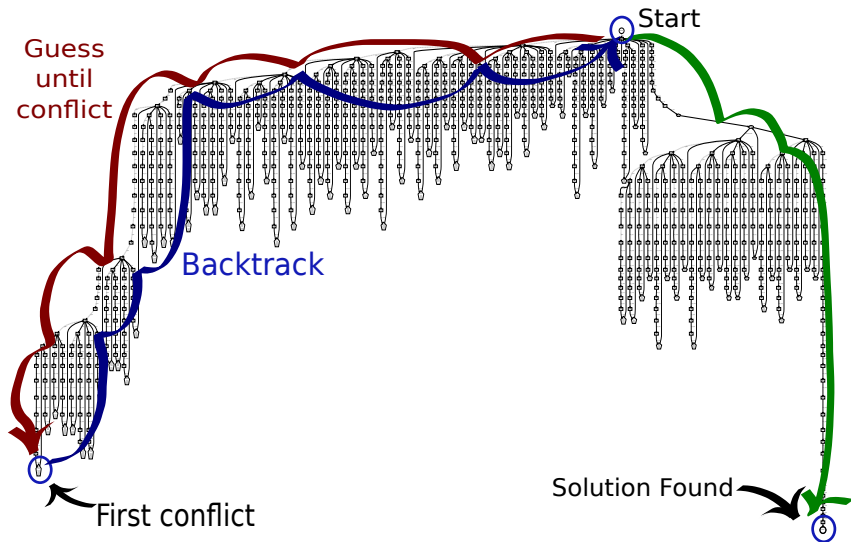 Start
Guess
until
conflict
Backtrack
Solution Found
First conflict